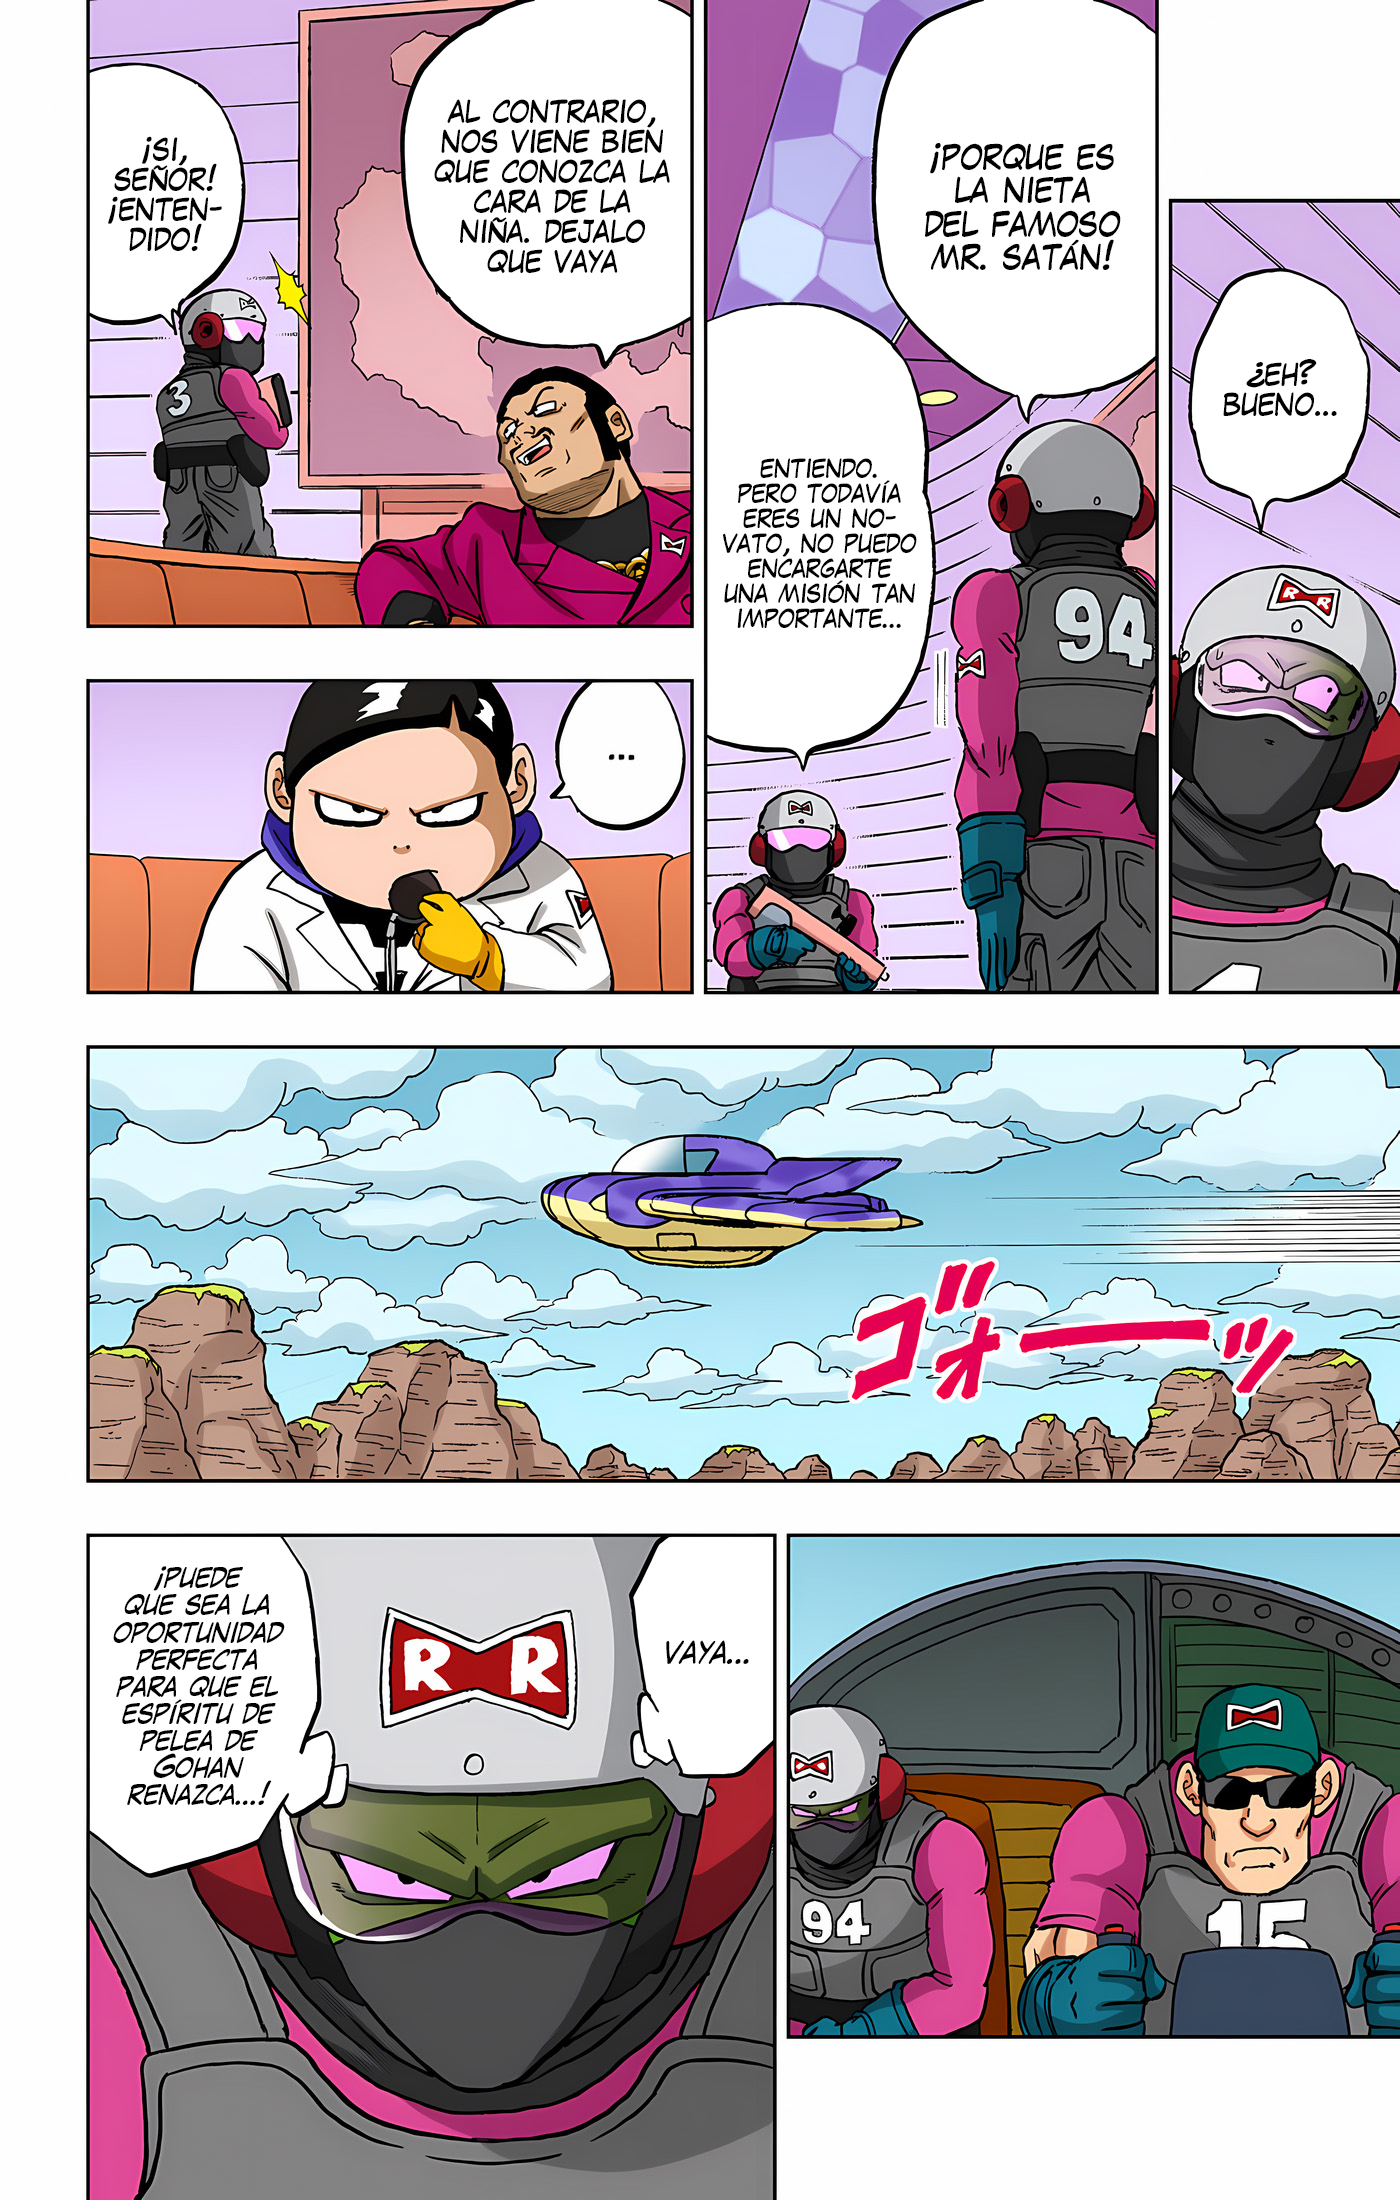 ¿EH?
BUENO...
RR
¡PORQUE ES
LA NIETA
DEL FAMOSO
MR. SATÁN!
94
ENTIENDO.
PERO TODAVÍA
ERES UN NO-
VATO, NO PUEDO
ENCARGARTE
UNA MISIÓN TAN
IMPORTANTE...
AL CONTRARIO,
NOS VIENE BIEN
QUE CONOZCA LA
CARA DE LA
NIÑA. DEJALO
QUE VAYA
¡SI,
SEÑOR!
¡ENTEN-
DIDO!
3
...
ゴォーッ
94
15
VAYA...
R R
¡PUEDE
QUE SEA LA
OPORTUNIDAD
PERFECTA
PARA QUE EL
ESPÍRITU DE
PELEA DE
GOHAN
RENAZCA...!